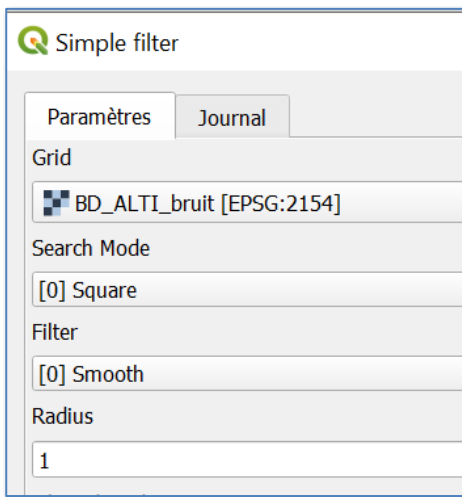 Simple filter
Paramètres Journal
Grid
BD_ALTI_bruit [EPSG:2154]
Search Mode
[0] Square
Filter
[0] Smooth
Radius
1